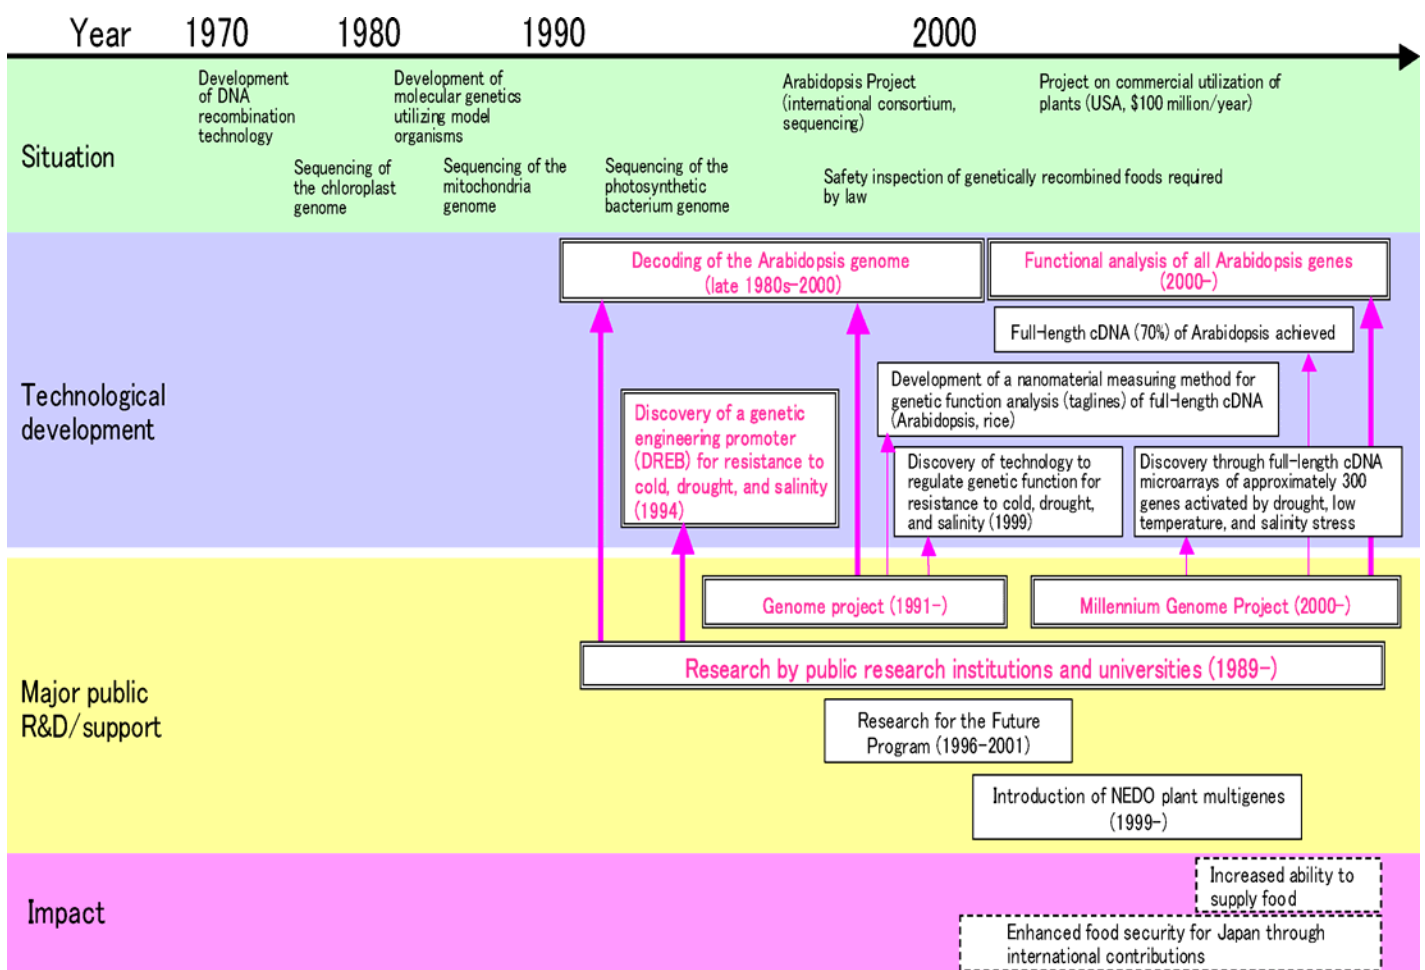 Year 1970 1980 1990 2000
Situation
Development
of DNA
recombination
technology
Development of
molecular genetics
utilizing model
organisms
Arabidopsis Project
(international consortium,
sequencing)
Project on commercial utilization of
plants (USA, $100 million/year)
Sequencing of
the chloroplast
genome
Sequencing of the
mitochondria
genome
Sequencing of the
photosynthetic
bacterium genome
Safety inspection of genetically recombined foods required
by law
Technological
development
Decoding of the Arabidopsis genome
(late 1980s-2000)
Functional analysis of all Arabidopsis genes
(2000-)
Full-length cDNA (70%) of Arabidopsis achieved
Development of a nanomaterial measuring method for
genetic function analysis (taglines) of full-length cDNA
(Arabidopsis, rice)
Discovery of a genetic
engineering promoter
(DREB) for resistance to
cold, drought, and salinity
(1994)
Discovery of technology to
regulate genetic function for
resistance to cold, drought,
and salinity (1999)
Discovery through full-length cDNA
microarrays of approximately 300
genes activated by drought, low
temperature, and salinity stress
Major public
R&D/support
Genome project (1991-)
Millennium Genome Project (2000-)
Research by public research institutions and universities (1989-)
Research for the Future
Program (1996-2001)
Introduction of NEDO plant multigenes
(1999-)
Impact
Increased ability to
supply food
Enhanced food security for Japan through
international contributions